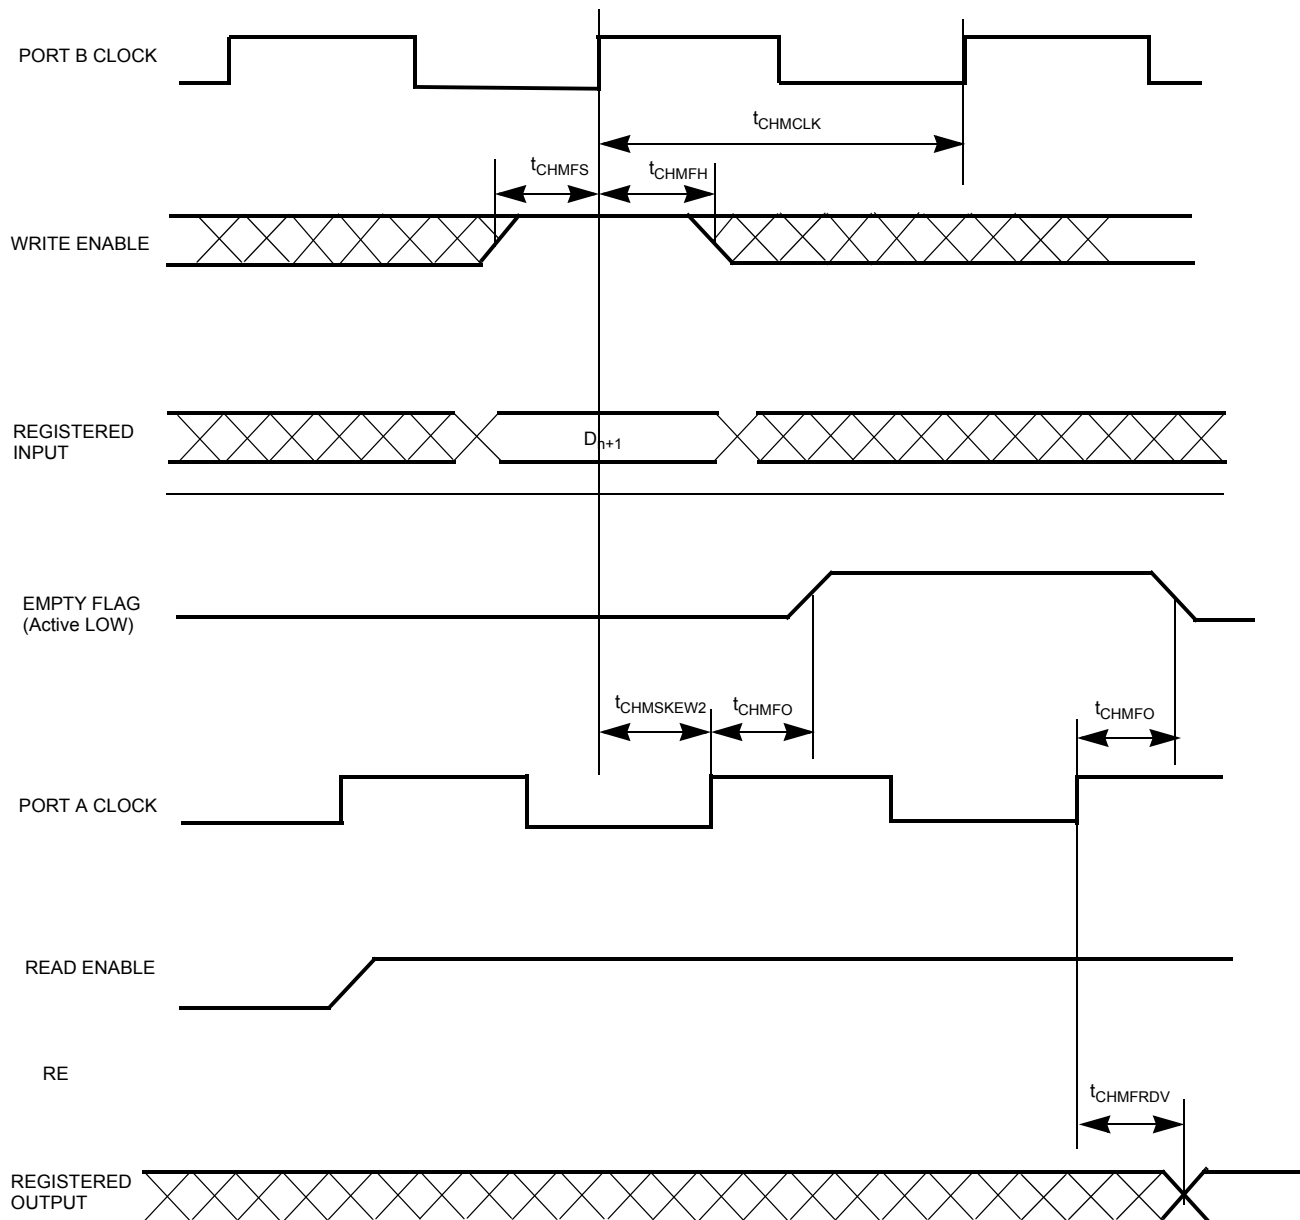 PORT B CLOCK
tCHMCLK
tCHMFS
tCHMFH
WRITE ENABLE
REGISTERED
INPUT
Dn+1
EMPTY FLAG
(Active LOW)
tCHMSKEW2
tCHMFO
tCHMFO
PORT A CLOCK
READ ENABLE
RE
tCHMFRDV
REGISTERED
OUTPUT